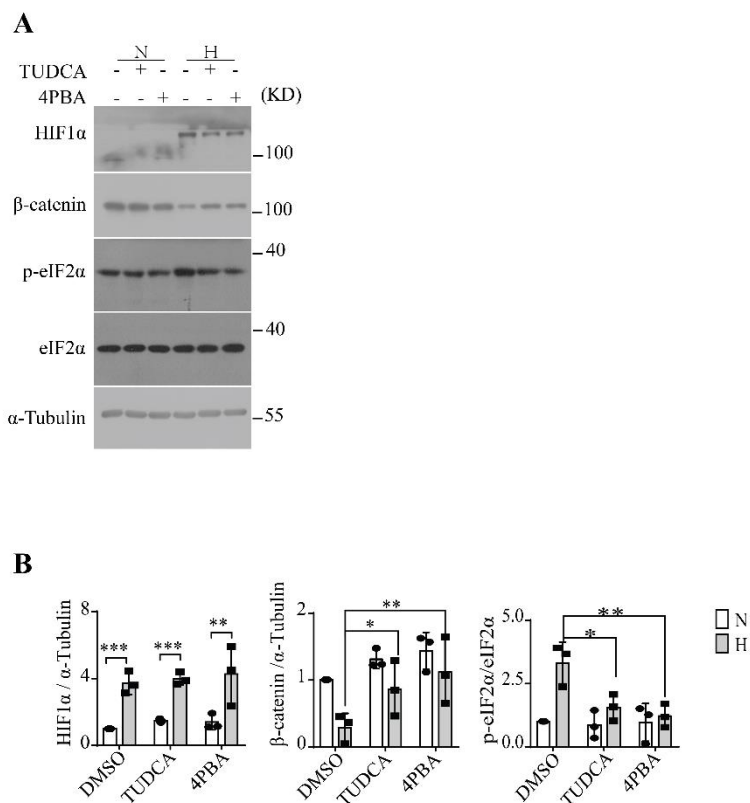 A
N H
TUDCA - + - - + -
4PBA - - + - - + (KD)
HIF1α
–100
β-catenin
–100
–40
p-eIF2α
–40
eIF2α
α-Tubulin
–55
B
HIF1α / α-Tubulin
8
4
0
*** *** **
DMSO TUDCA 4PBA
β-catenin /α-Tubulin
2
1
0
**
*
DMSO TUDCA 4PBA
p-eIF2α/eIF2α
5.0
2.5
0.0
**
*
DMSO TUDCA 4PBA
N
H